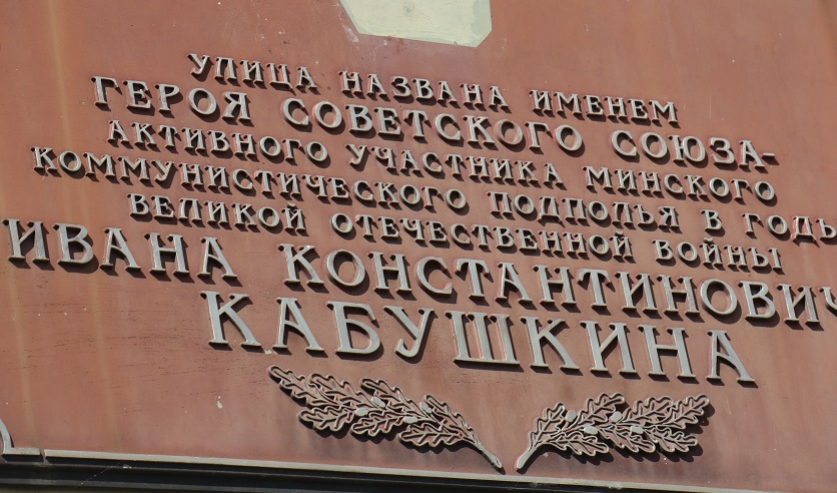 УЛИЦА НАЗВАНА ИМЕНЕМ
ГЕРОЯ СОВЕТСКОГО СОЮЗА-
АКТИВНОГО УЧАСТНИКА МИНСКОГО
КОММУНИСТИЧЕСКОГО ПОДПОЛЬЯ В ГОДЫ
ВЕЛИКОЙ ОТЕЧЕСТВЕННОЙ ВОЙНЫ
ИВАНА КОНСТАНТИНОВИЧ
КАБУШКИНА